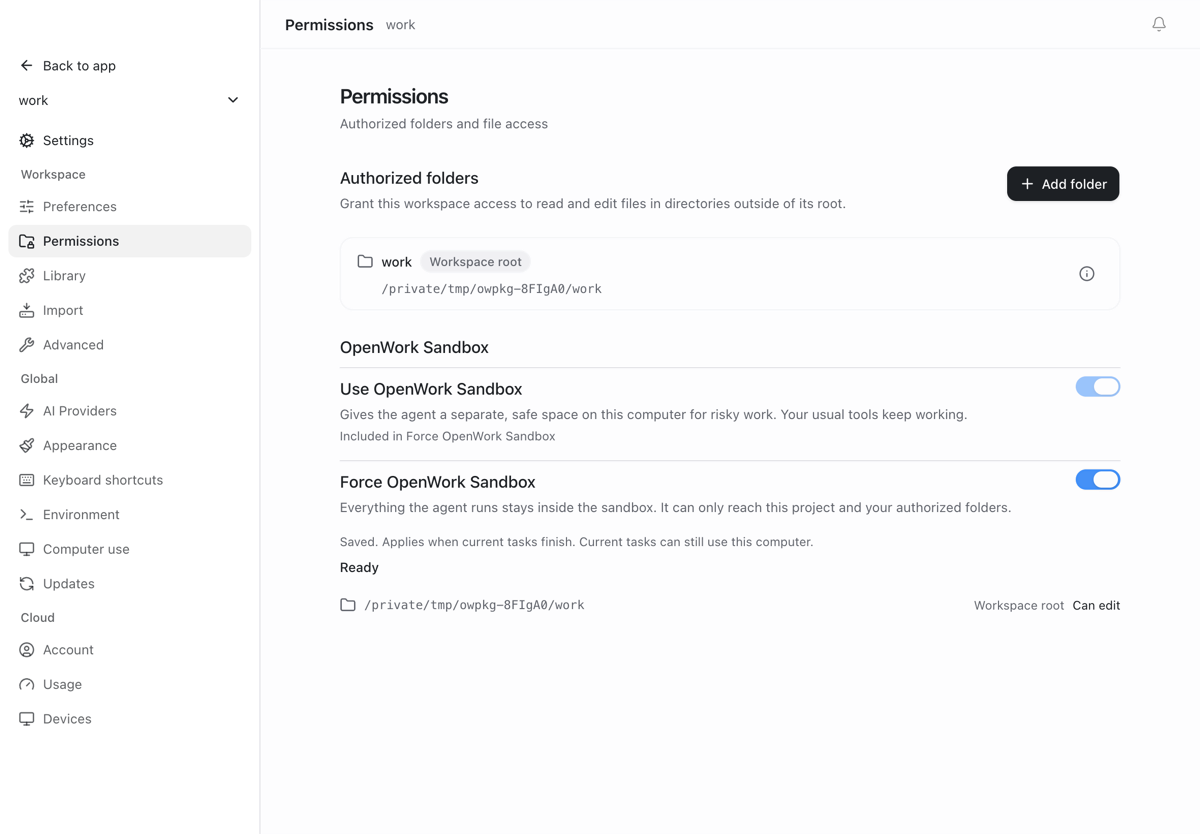 Permissions work
Back to app
work
Settings
Workspace
Preferences
Permissions
Library
Import
Advanced
Global
AI Providers
Appearance
Keyboard shortcuts
Environment
Computer use
Updates
Cloud
Account
Usage
Devices
Permissions
Authorized folders and file access
Authorized folders
Grant this workspace access to read and edit files in directories outside of its root.
Add folder
work Workspace root
/private/tmp/owpkg-8FIgA0/work
OpenWork Sandbox
Use OpenWork Sandbox
Gives the agent a separate, safe space on this computer for risky work. Your usual tools keep working.
Included in Force OpenWork Sandbox
Force OpenWork Sandbox
Everything the agent runs stays inside the sandbox. It can only reach this project and your authorized folders.
Saved. Applies when current tasks finish. Current tasks can still use this computer.
Ready
/private/tmp/owpkg-8FIgA0/work Workspace root Can edit